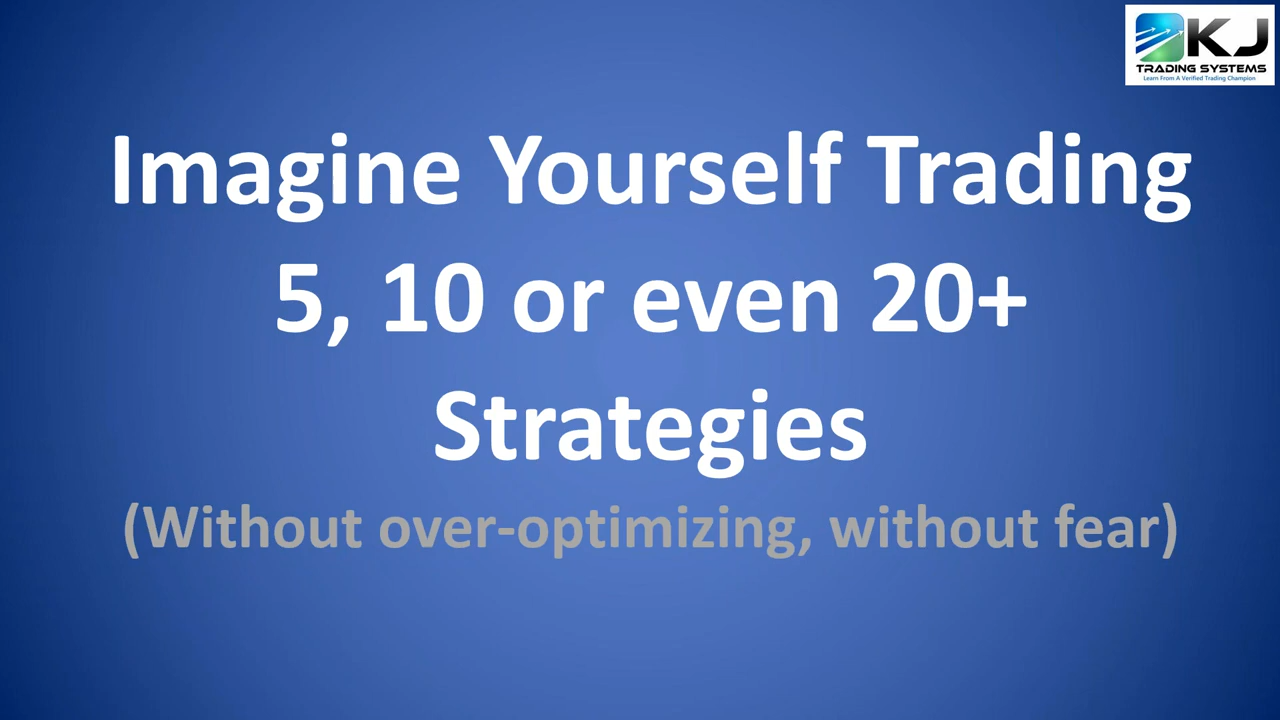 KJ
TRADING SYSTEMS
Learn From A Verified Trading Champion
Imagine Yourself Trading
5, 10 or even 20+
Strategies
(Without over-optimizing, without fear)